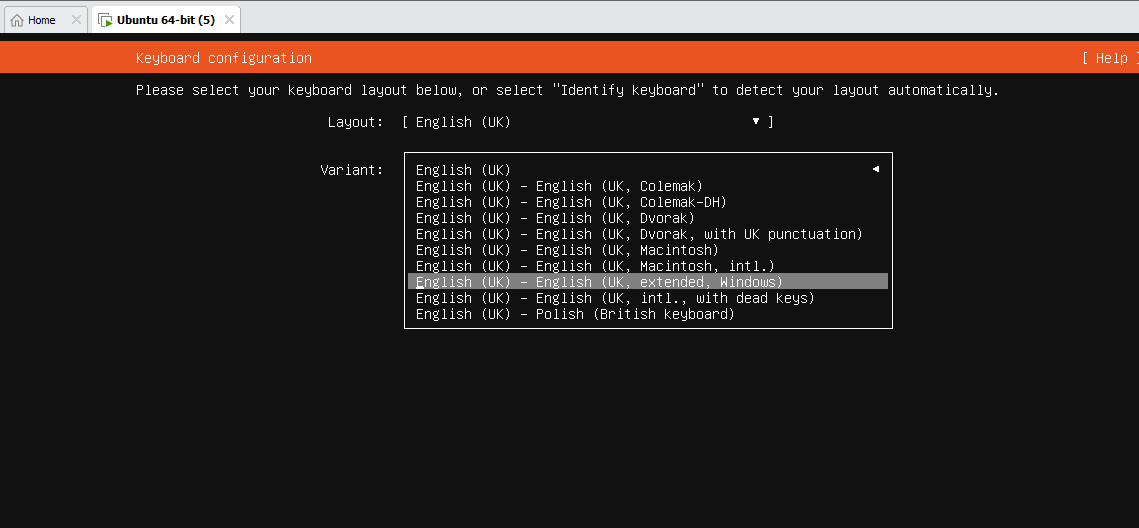 Home
Ubuntu 64-bit (5)
Keyboard configuration [ Help ]
Please select your keyboard layout below, or select "Identify keyboard" to detect your layout automatically.
Layout: [ English (UK) ▼ ]
Variant: English (UK) ◄
English (UK) - English (UK, Colemak)
English (UK) - English (UK, Colemak-DH)
English (UK) - English (UK, Dvorak)
English (UK) - English (UK, Dvorak, with UK punctuation)
English (UK) - English (UK, Macintosh)
English (UK) - English (UK, Macintosh, intl.)
English (UK) - English (UK, extended, Windows)
English (UK) - English (UK, intl., with dead keys)
English (UK) - Polish (British keyboard)